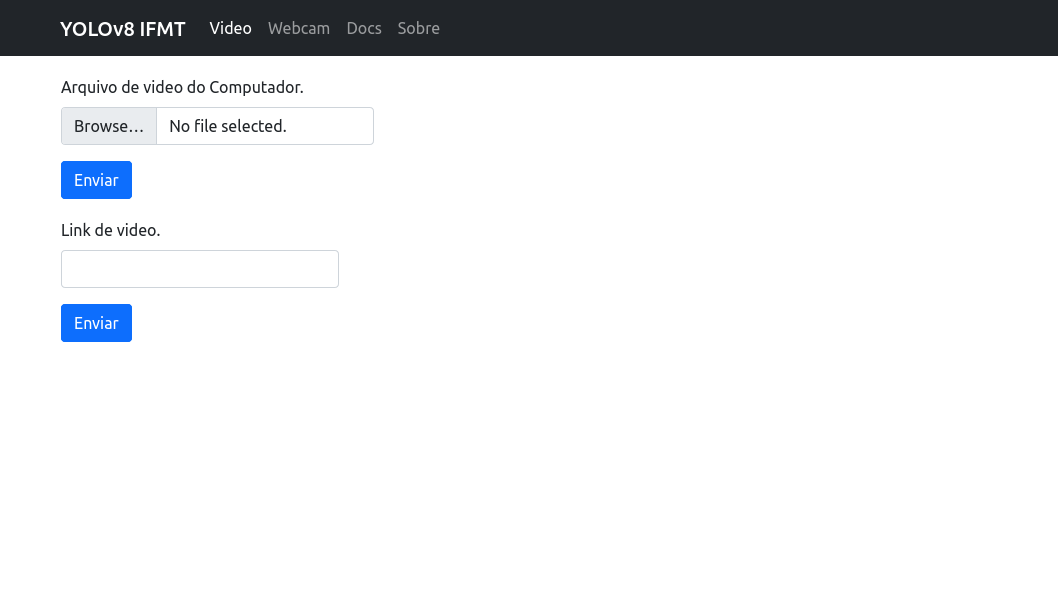 YOLOv8 IFMT Video Webcam Docs Sobre
Arquivo de video do Computador.
Browse… No file selected.
Enviar
Link de video.
Enviar